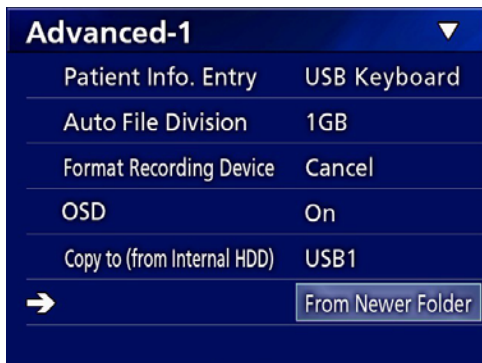 Advanced-1
Patient Info. Entry USB Keyboard
Auto File Division 1GB
Format Recording Device Cancel
OSD On
Copy to (from Internal HDD) USB1
From Newer Folder